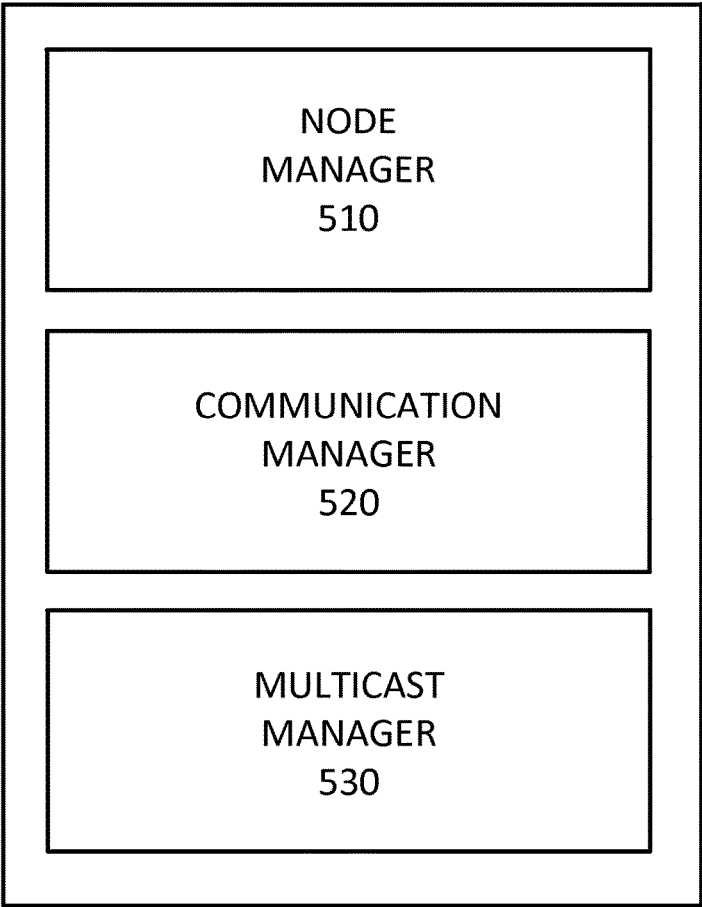 NODE
MANAGER
510
COMMUNICATION
MANAGER
520
MULTICAST
MANAGER
530